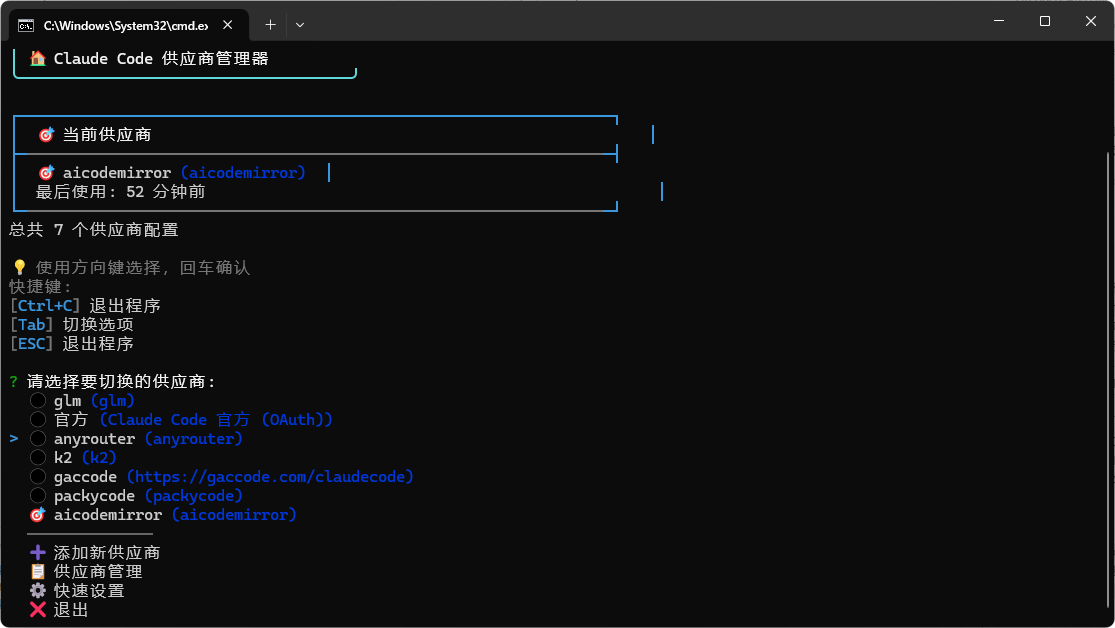 C:\Windows\System32\cmd.ex
Claude Code 供应商管理器
当前供应商
aicodemirror (aicodemirror)
最后使用: 52 分钟前
总共 7 个供应商配置
使用方向键选择, 回车确认
快捷键:
[Ctrl+C] 退出程序
[Tab] 切换选项
[ESC] 退出程序
? 请选择要切换的供应商:
glm (glm)
官方 (Claude Code 官方 (OAuth))
> anyrouter (anyrouter)
k2 (k2)
gaccode (https://gaccode.com/claudecode)
packycode (packycode)
aicodemirror (aicodemirror)
添加新供应商
供应商管理
快速设置
退出